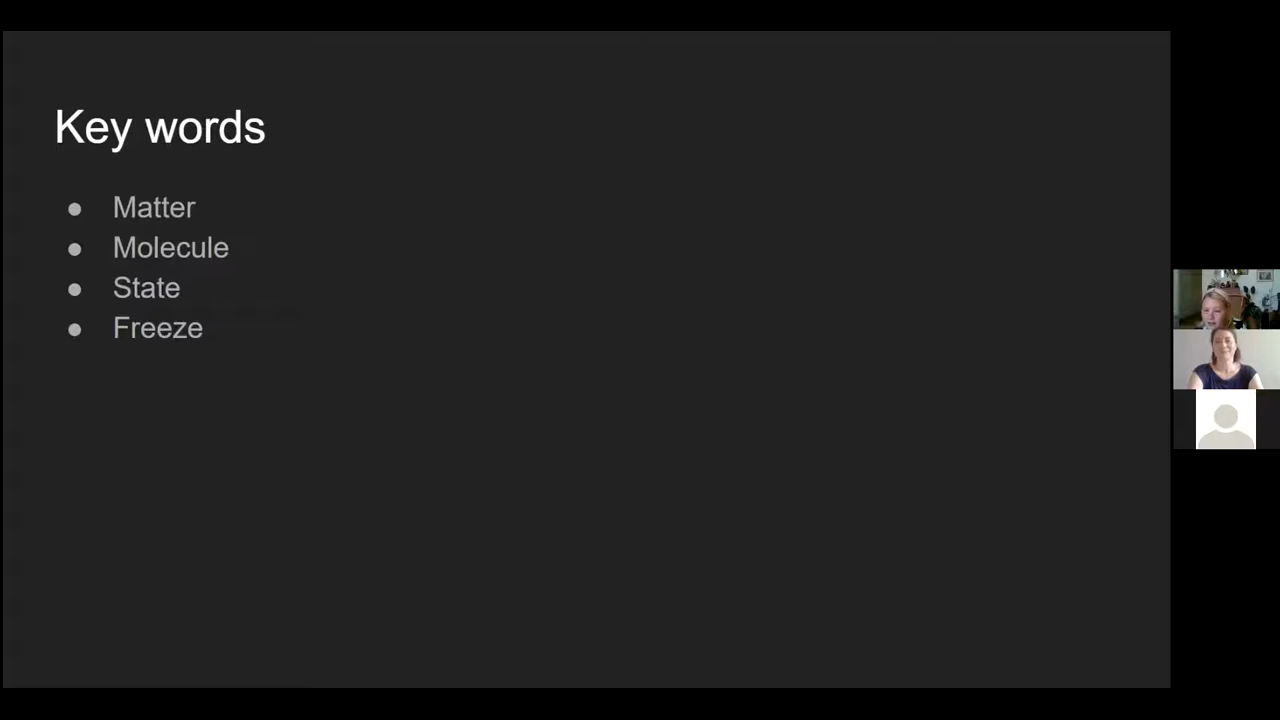 Key words
● Matter
● Molecule
● State
● Freeze